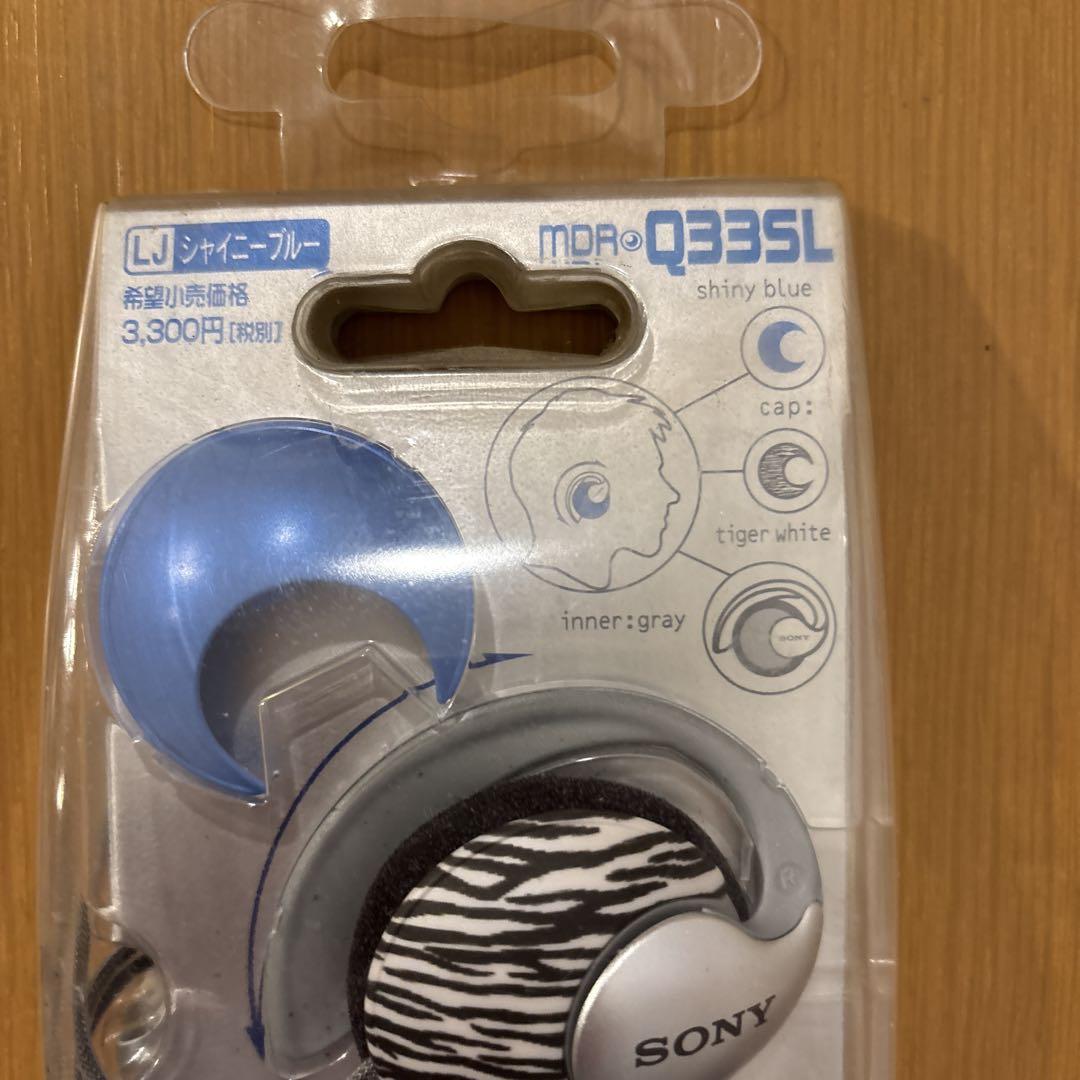 LJ シャイニーブルー
希望小売価格
3,300円[税別]
MDR Q33SL
shiny blue
cap:
tiger white
inner:gray
SONY
®
SONY